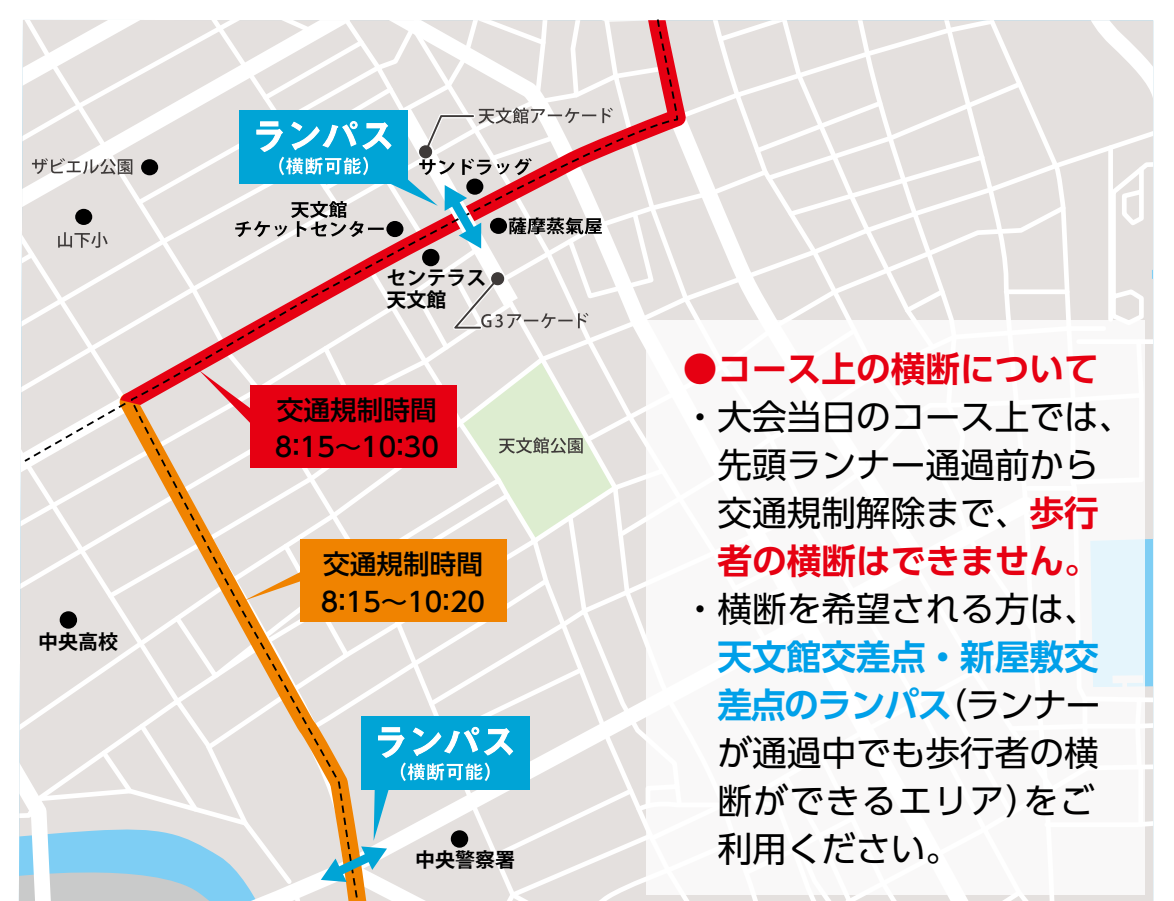 天文館アーケード
ランパス
(横断可能)
サンドラッグ
ザビエル公園
山下小
天文館
チケットセンター
薩摩蒸氣屋
センテラス
天文館
G3アーケード
交通規制時間
8:15〜10:30
天文館公園
交通規制時間
8:15〜10:20
中央高校
ランパス
(横断可能)
中央警察署
●コース上の横断について
・大会当日のコース上では、
先頭ランナー通過前から
交通規制解除まで、歩行
者の横断はできません。
・横断を希望される方は、
天文館交差点・新屋敷交
差点のランパス(ランナー
が通過中でも歩行者の横
断ができるエリア)をご
利用ください。